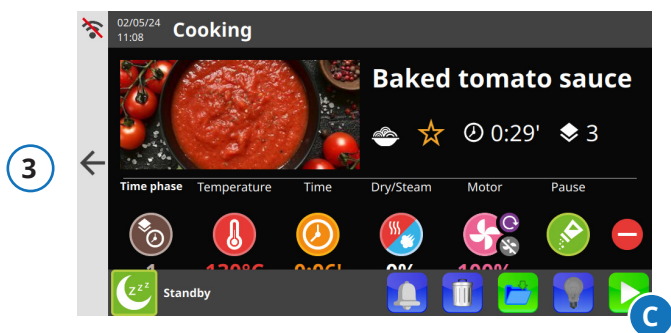 02/05/24
11:08
Cooking
Baked tomato sauce
0:29' 3
3
Time phase Temperature Time Dry/Steam Motor Pause
zzz
Standby
C